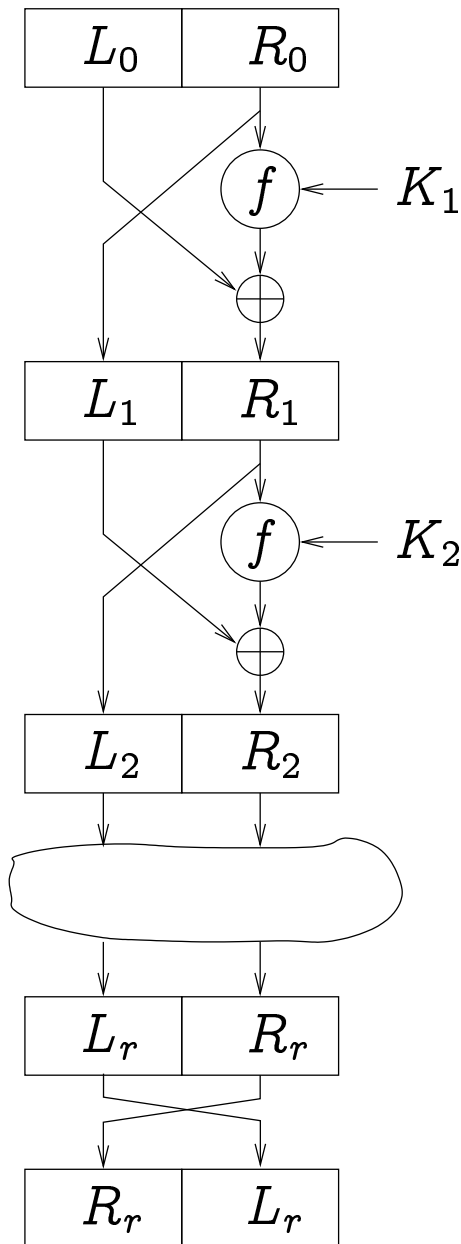 L₀ R₀
f K₁
L₁ R₁
f K₂
L₂ R₂
Lᵣ Rᵣ
Rᵣ Lᵣ